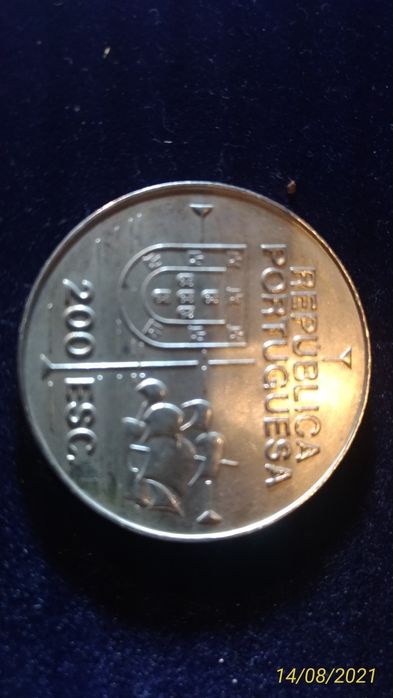 REPUBLICA
PORTUGUESA
200 ESC.
14/08/2021